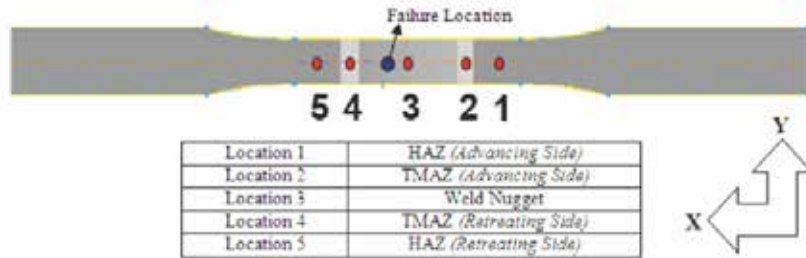 Failure Location
5 4 3 2 1
Location 1 HAZ (Advancing Side)
Location 2 TMAZ (Advancing Side)
Location 3 Weld Nugget
Location 4 TMAZ (Retreating Side)
Location 5 HAZ (Retreating Side)
Y
X